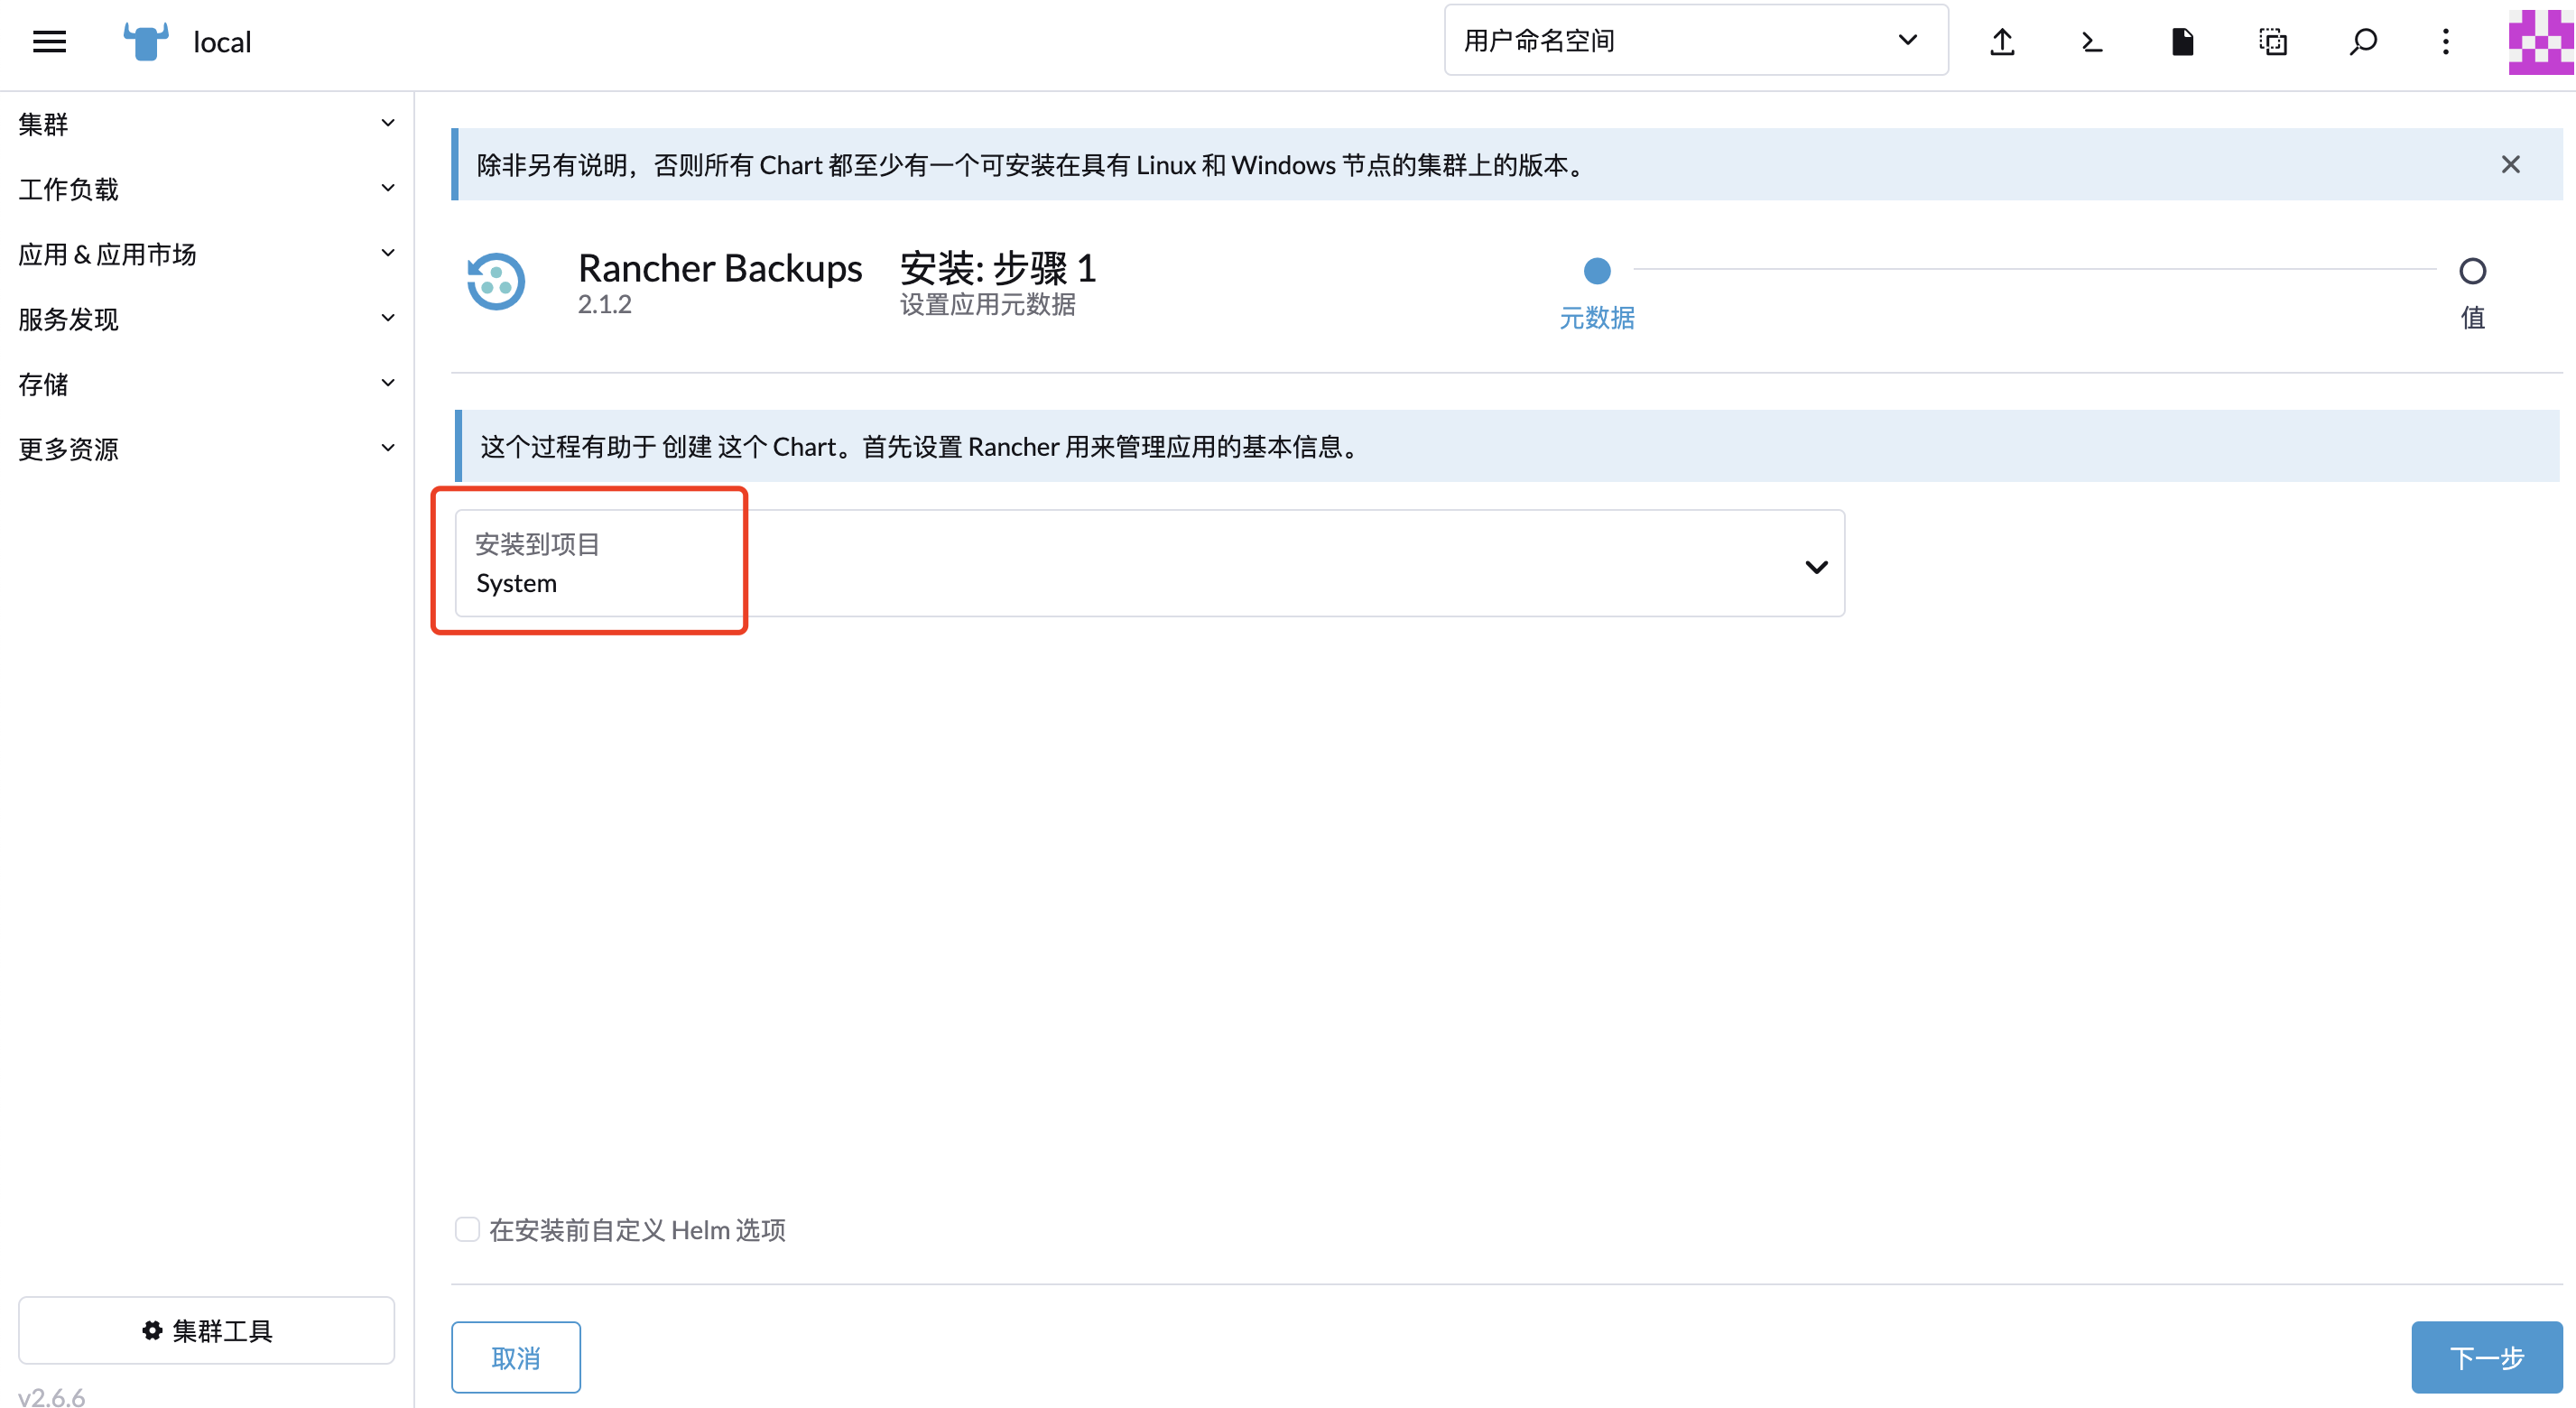 local
用户命名空间
集群
工作负载
应用 & 应用市场
服务发现
存储
更多资源
集群工具
v2.6.6
除非另有说明，否则所有 Chart 都至少有一个可安装在具有 Linux 和 Windows 节点的集群上的版本。
Rancher Backups
2.1.2
安装: 步骤 1
设置应用元数据
元数据
值
这个过程有助于 创建 这个 Chart。首先设置 Rancher 用来管理应用的基本信息。
安装到项目
System
在安装前自定义 Helm 选项
取消
下一步